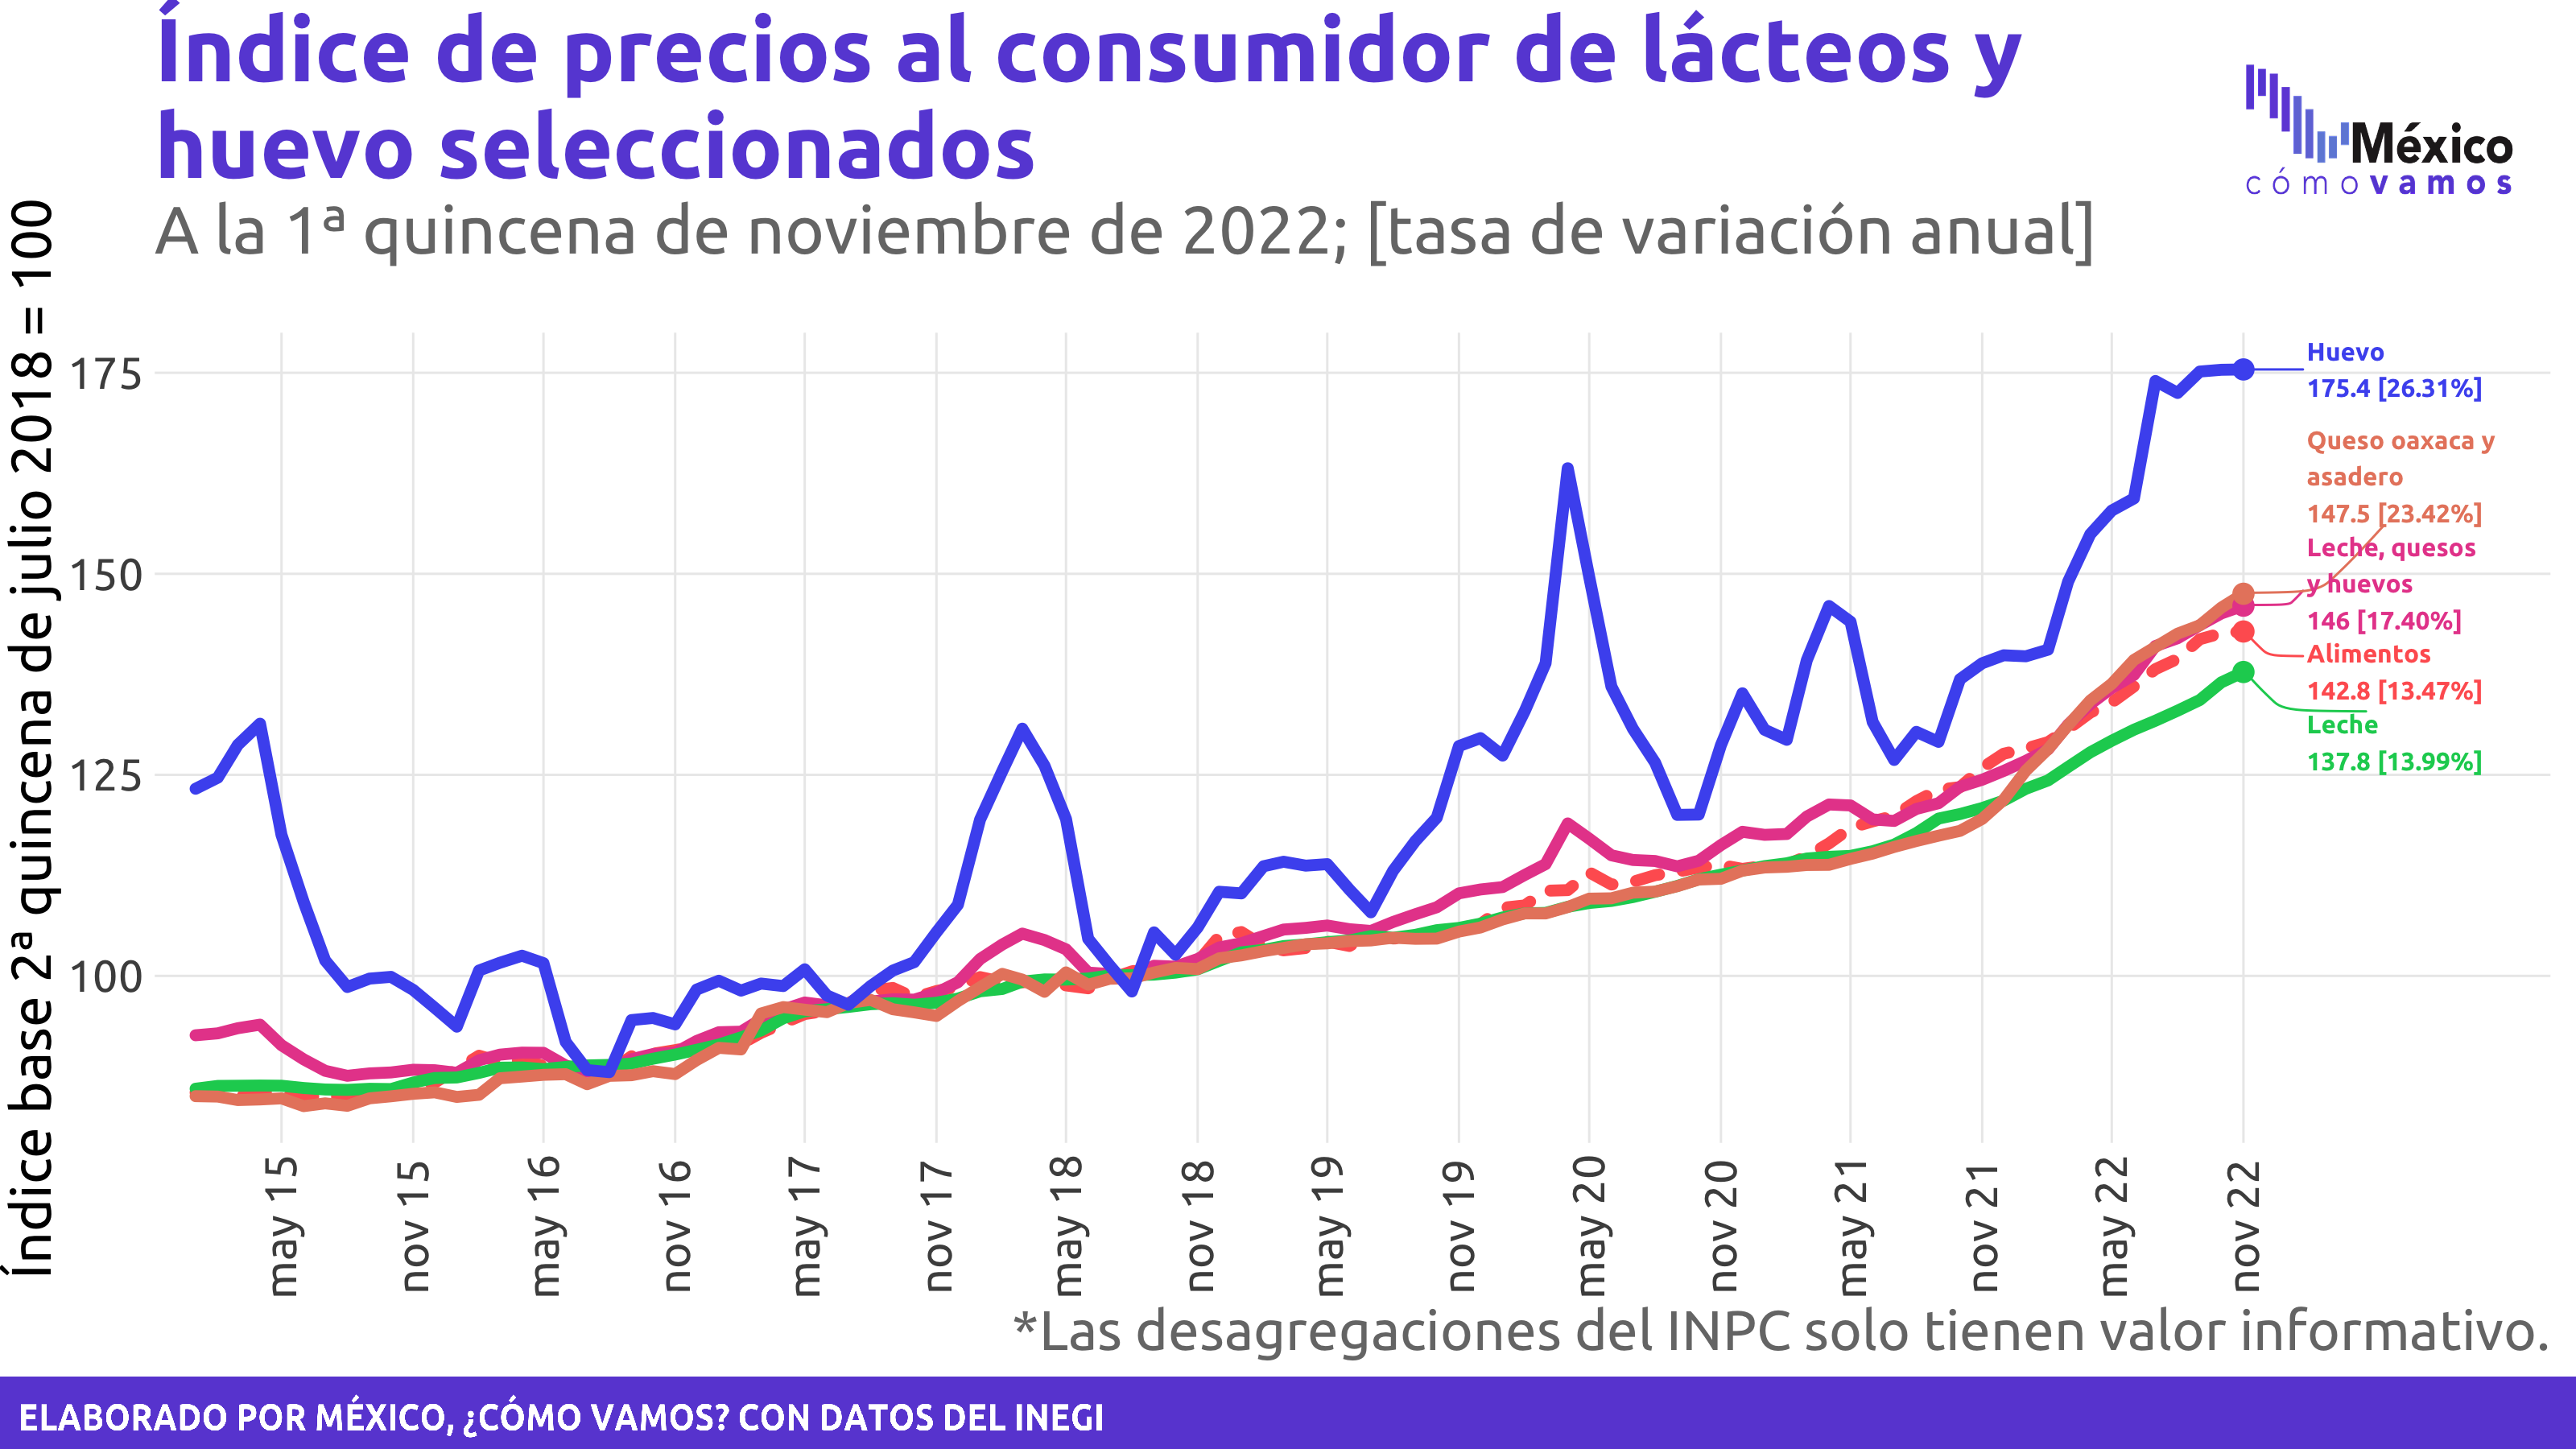 Índice de precios al consumidor de lácteos y
huevo seleccionados
A la 1ª quincena de noviembre de 2022; [tasa de variación anual]
México
cómo vamos
Índice base 2ª quincena de julio 2018 = 100
175
150
125
100
Huevo
175.4 [26.31%]
Queso oaxaca y
asadero
147.5 [23.42%]
Leche, quesos
y huevos
146 [17.40%]
Alimentos
142.8 [13.47%]
Leche
137.8 [13.99%]
may 15
nov 15
may 16
nov 16
may 17
nov 17
may 18
nov 18
may 19
nov 19
may 20
nov 20
may 21
nov 21
may 22
nov 22
*Las desagregaciones del INPC solo tienen valor informativo.
ELABORADO POR MÉXICO, ¿CÓMO VAMOS? CON DATOS DEL INEGI